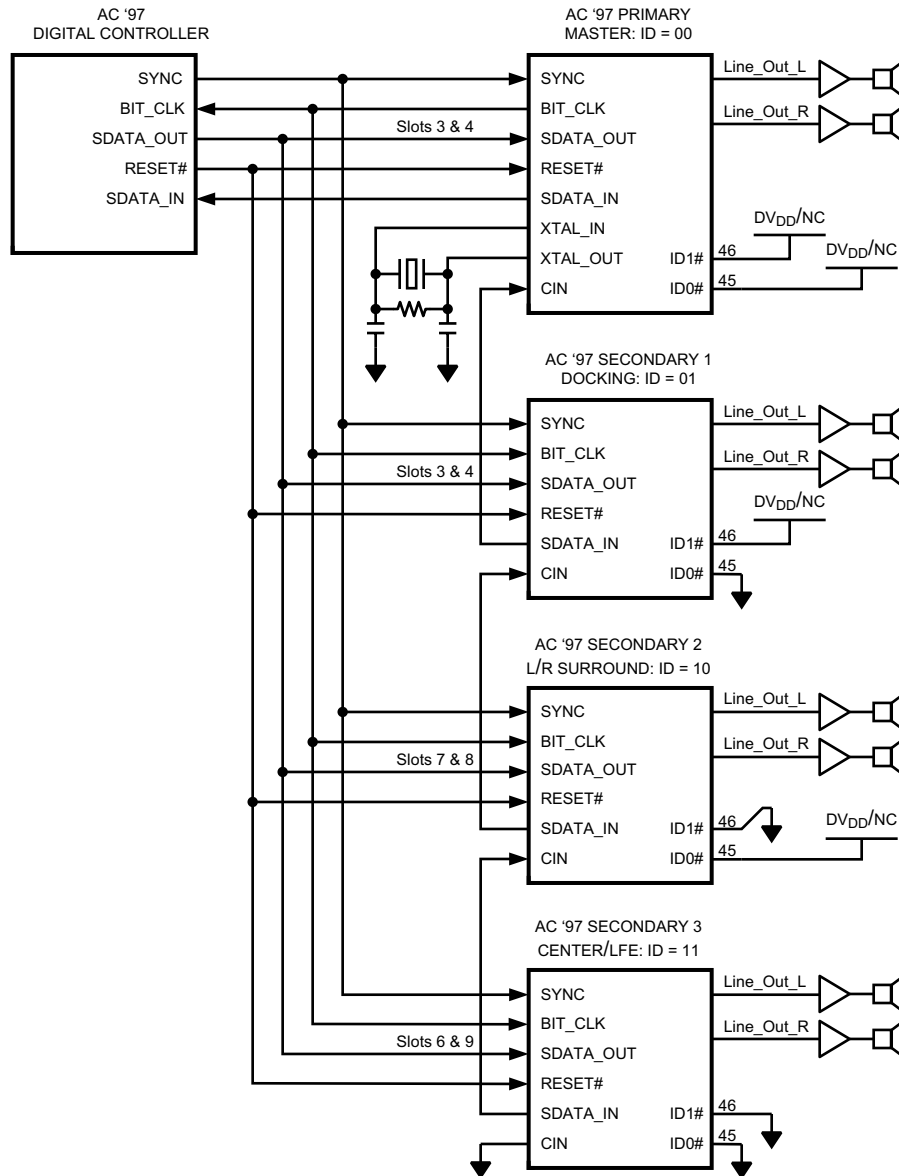 AC '97
DIGITAL CONTROLLER
SYNC
BIT_CLK
SDATA_OUT
RESET#
SDATA_IN
Slots 3 & 4
AC '97 PRIMARY
MASTER: ID = 00
SYNC
BIT_CLK
SDATA_OUT
RESET#
SDATA_IN
XTAL_IN
XTAL_OUT
CIN
ID1#
ID0#
46
45
Line_Out_L
Line_Out_R
DVDD/NC
DVDD/NC
AC '97 SECONDARY 1
DOCKING: ID = 01
Slots 3 & 4
SYNC
BIT_CLK
SDATA_OUT
RESET#
SDATA_IN
CIN
ID1#
ID0#
46
45
Line_Out_L
Line_Out_R
DVDD/NC
AC '97 SECONDARY 2
L/R SURROUND: ID = 10
Slots 7 & 8
SYNC
BIT_CLK
SDATA_OUT
RESET#
SDATA_IN
CIN
ID1#
ID0#
46
45
Line_Out_L
Line_Out_R
DVDD/NC
AC '97 SECONDARY 3
CENTER/LFE: ID = 11
Slots 6 & 9
SYNC
BIT_CLK
SDATA_OUT
RESET#
SDATA_IN
CIN
ID1#
ID0#
46
45
Line_Out_L
Line_Out_R